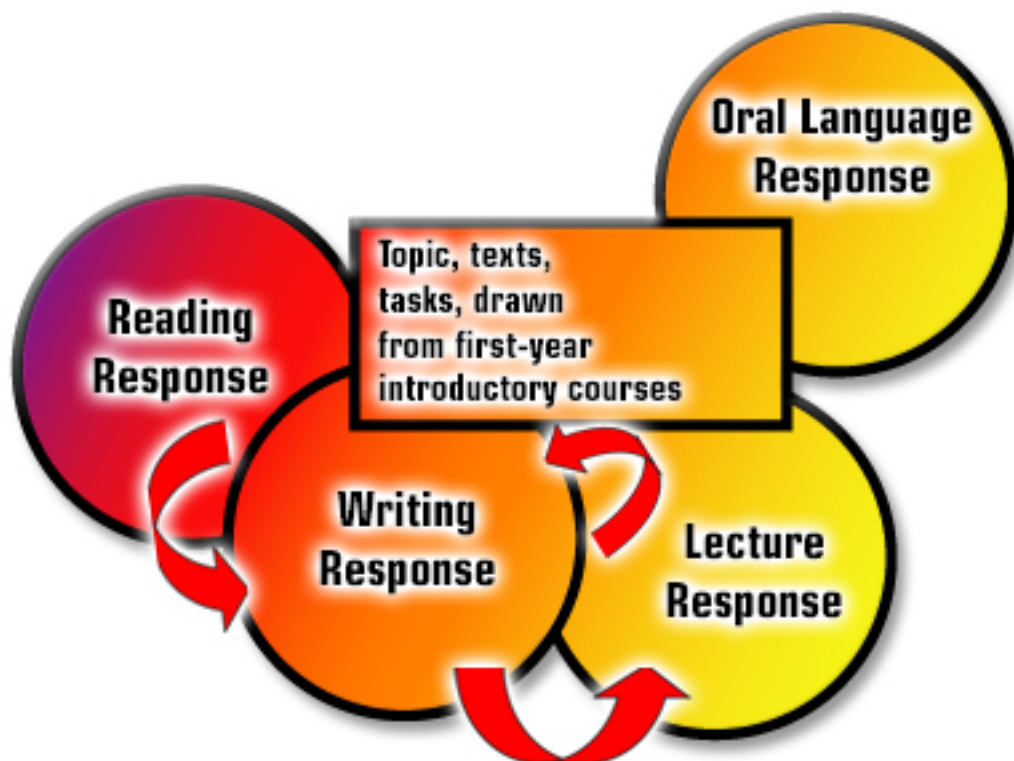 Oral Language
Response
Topic, texts,
tasks, drawn
from first-year
introductory courses
Reading
Response
Writing
Response
Lecture
Response